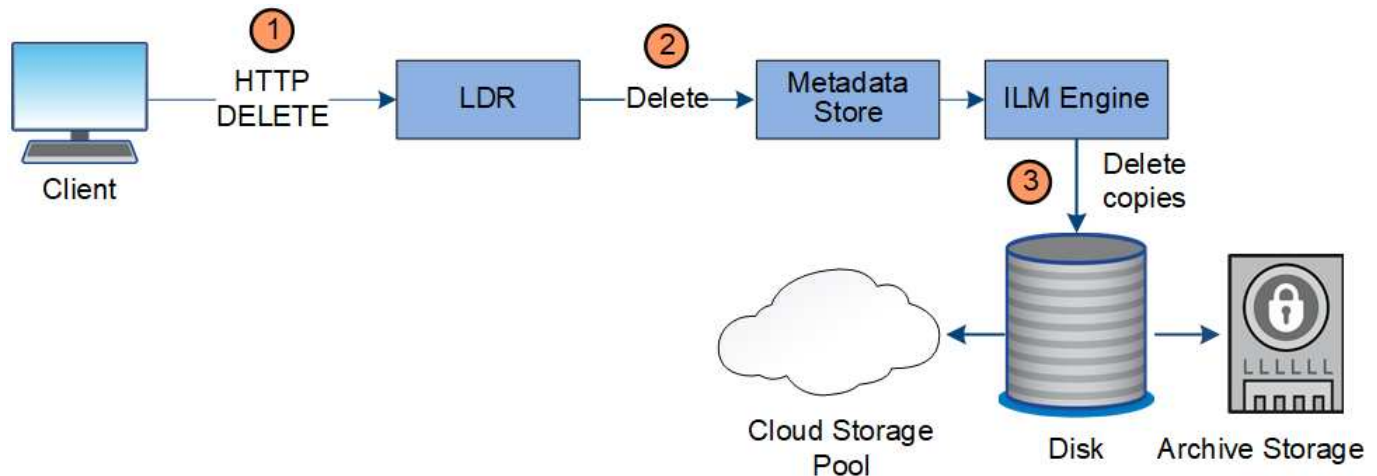 1
HTTP
DELETE
Client
LDR
2
Delete
Metadata
Store
ILM Engine
3
Delete
copies
Cloud Storage
Pool
Disk
Archive Storage
LLLLLL